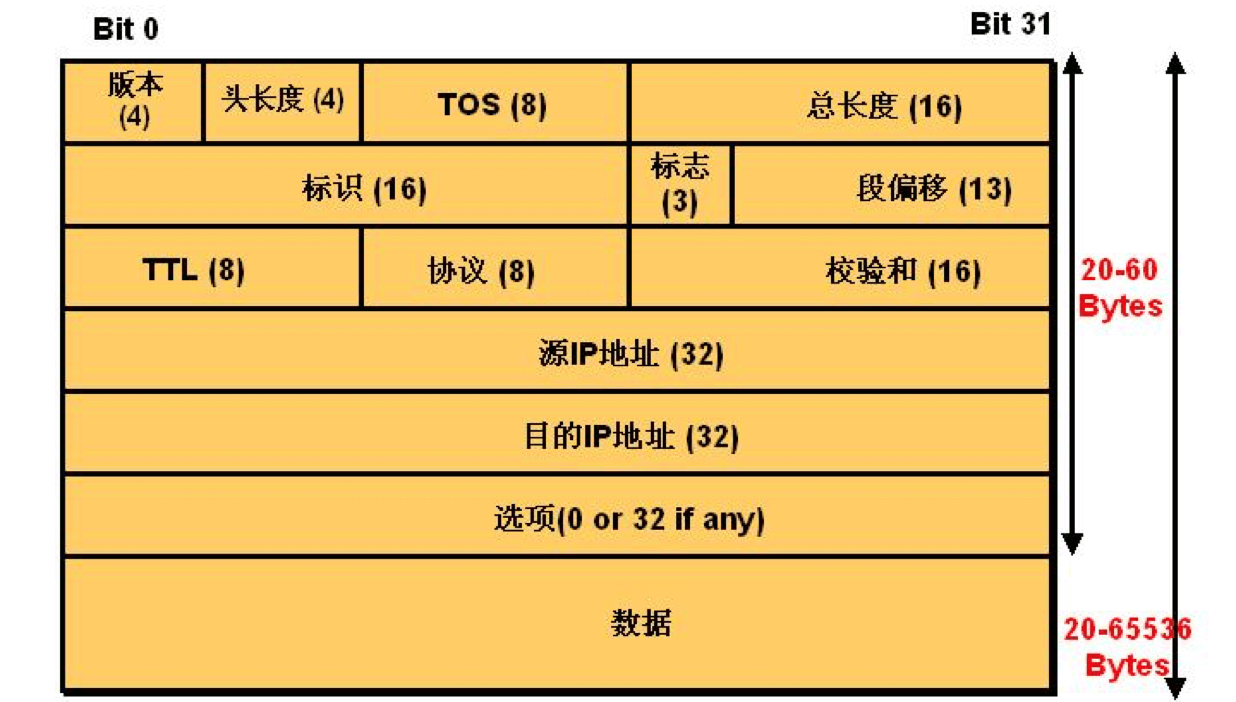 Bit 0
Bit 31
版本
(4)
头长度 (4)
TOS (8)
总长度 (16)
标识 (16)
标志
(3)
段偏移 (13)
TTL (8)
协议 (8)
校验和 (16)
20-60
Bytes
源IP地址 (32)
目的IP地址 (32)
选项(0 or 32 if any)
数据
20-65536
Bytes